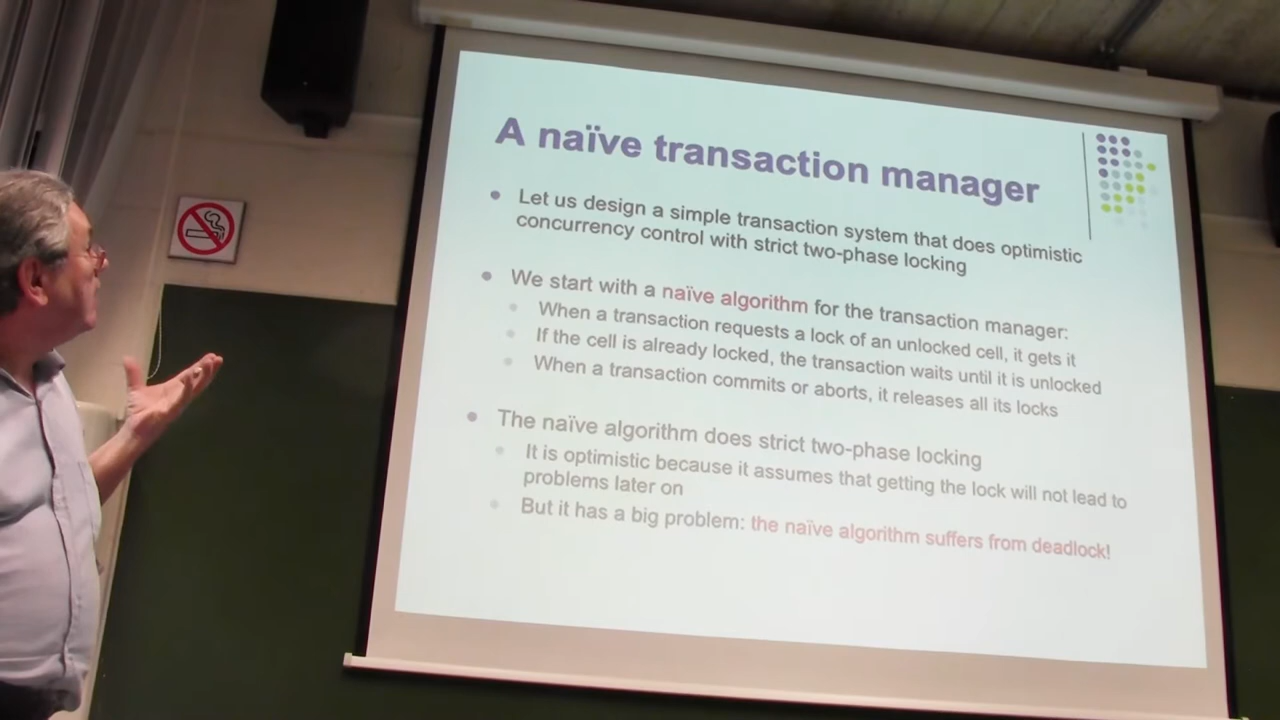 A naïve transaction manager
Let us design a simple transaction system that does optimistic
concurrency control with strict two-phase locking
We start with a naïve algorithm for the transaction manager:
When a transaction requests a lock of an unlocked cell, it gets it
If the cell is already locked, the transaction waits until it is unlocked
When a transaction commits or aborts, it releases all its locks
The naïve algorithm does strict two-phase locking
It is optimistic because it assumes that getting the lock will not lead to
problems later on
But it has a big problem: the naïve algorithm suffers from deadlock!